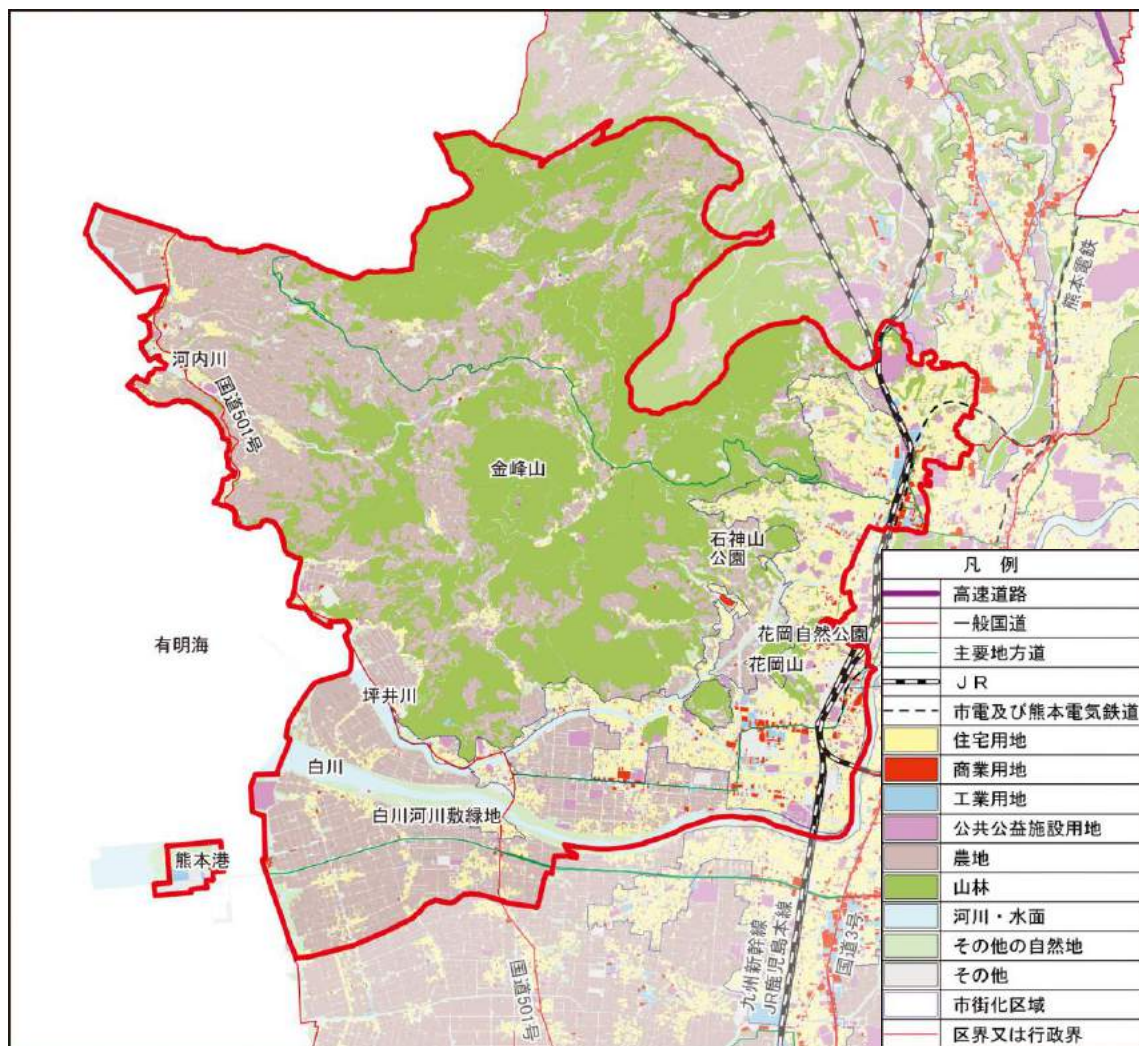 熊本電鉄
河内川
国道501号
金峰山
石神山
公園
有明海
花岡自然公園
花岡山
坪井川
白川
白川河川敷緑地
熊本港
九州新幹線
JR鹿児島本線
国道3号
国道501号
凡 例
高速道路
一般国道
主要地方道
JR
市電及び熊本電気鉄道
住宅用地
商業用地
工業用地
公共公益施設用地
農地
山林
河川・水面
その他の自然地
その他
市街化区域
区界又は行政界